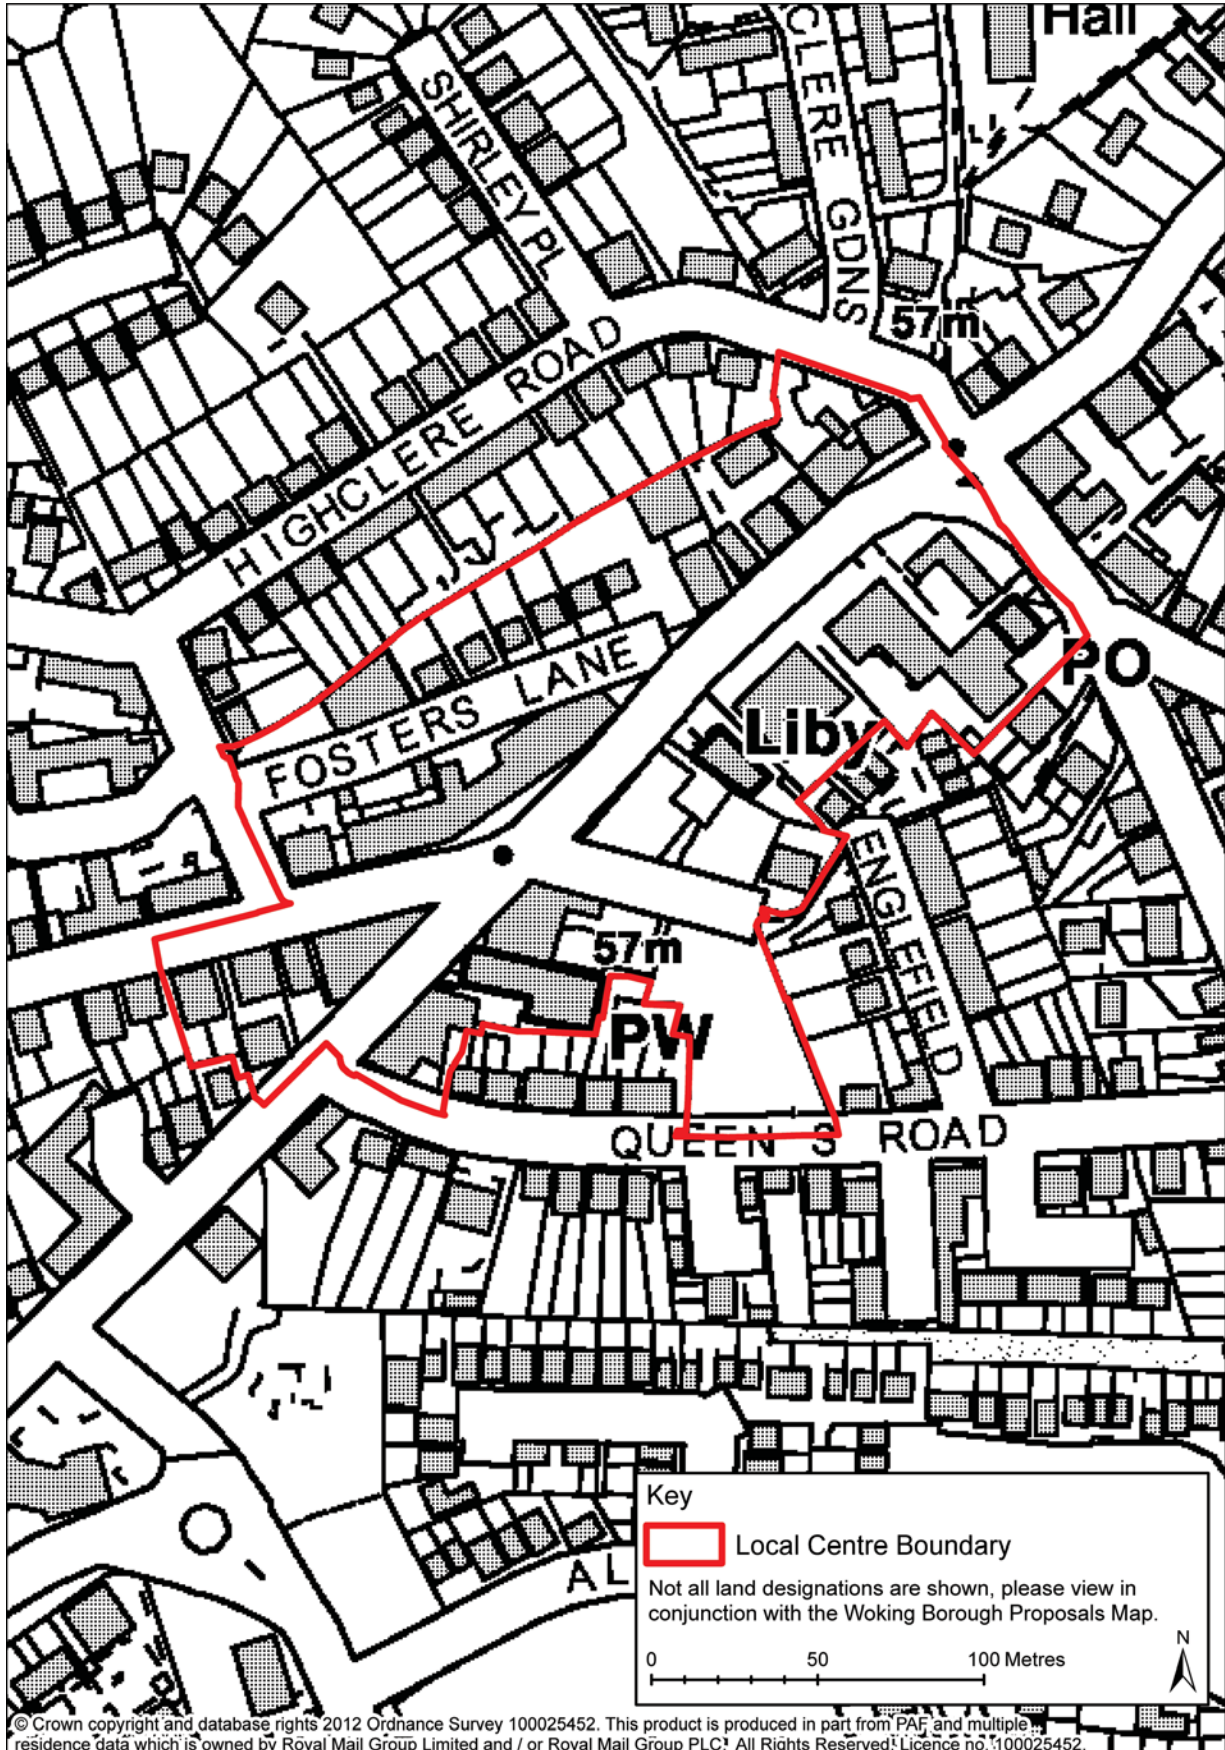 Hall
SHIRLEY PL
CLERE GDNS
57m
HIGHCLERE ROAD
FOSTERS LANE
PO
Liby
ENGLEFIELD
57m
PW
QUEEN S ROAD
AL
Key
Local Centre Boundary
Not all land designations are shown, please view in
conjunction with the Woking Borough Proposals Map.
0 50 100 Metres
N
© Crown copyright and database rights 2012 Ordnance Survey 100025452. This product is produced in part from PAF and multiple
residence data which is owned by Royal Mail Group Limited and / or Royal Mail Group PLC! All Rights Reserved. Licence no. 100025452.